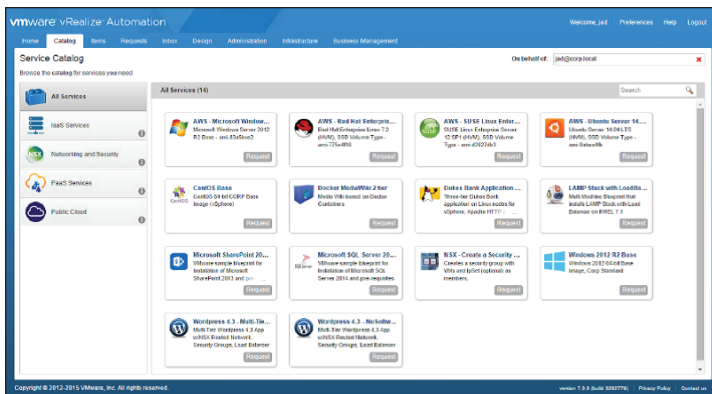 vmware vRealize Automation
Welcome, jad. Preferences Help Logout
Home Catalog Items Requests Inbox Design Administration Infrastructure Business Management
Service Catalog
On behalf of: jad@corp.local
Browse the catalog for services you need.
All Services
IaaS Services
NSX Networking and Security
PaaS Services
Public Cloud
All Services (14)
Search
AWS - Microsoft Window...
Microsoft Windows Server 2012
R2 Base -
Request
AWS - Red Hat Enterpris...
Red Hat Enterprise Linux 7.2
(HVM), SSD Volume Type -
Request
AWS - SUSE Linux Enter...
SUSE Linux Enterprise Server
12 SP1 (HVM), SSD Volume
Request
AWS - Ubuntu Server 14....
Ubuntu Server 14.04 LTS
(HVM), SSD Volume Type -
Request
CentOS Base
CentOS 64-bit CORP Base
Image (vSphere)
Request
Docker MediaWiki 2 tier
Media Wiki based on Docker
Containers
Request
Dukes Bank Application ...
Three-tier Dukes Bank
application on Linux nodes for
vSphere; Apache HTTP
Request
LAMP Stack with LoadBa...
Multi Machine Blueprint that
installs LAMP stack with Load
Balancer on RHEL 7.1
Request
Microsoft SharePoint 20...
VMware sample blueprint for
installation of Microsoft
SharePoint 2013 and
Request
Microsoft SQL Server 20...
VMware sample blueprint for
installation of Microsoft SQL
Server 2014 and pre-requisites
Request
NSX - Create a Security ...
Creates a security group with
VMs and IpSet(optional) as
members.
Request
Windows 2012 R2 Base
Windows 2012 64-bit Base
Image, Corp Standard
Request
Wordpress 4.3 - Multi-Tie...
Multi-Tier Wordpress 4.3 App
w/NSX Routed Network,
Security Groups, Load Balancer
Request
Wordpress 4.3 - NoSoftw...
Multi-Tier Wordpress 4.3 App
w/NSX Routed Network,
Security Groups, Load Balancer
Request
Copyright © 2012-2015 VMware, Inc. All rights reserved.
version 7.0.0 (build 3292778) Privacy Policy Contact us